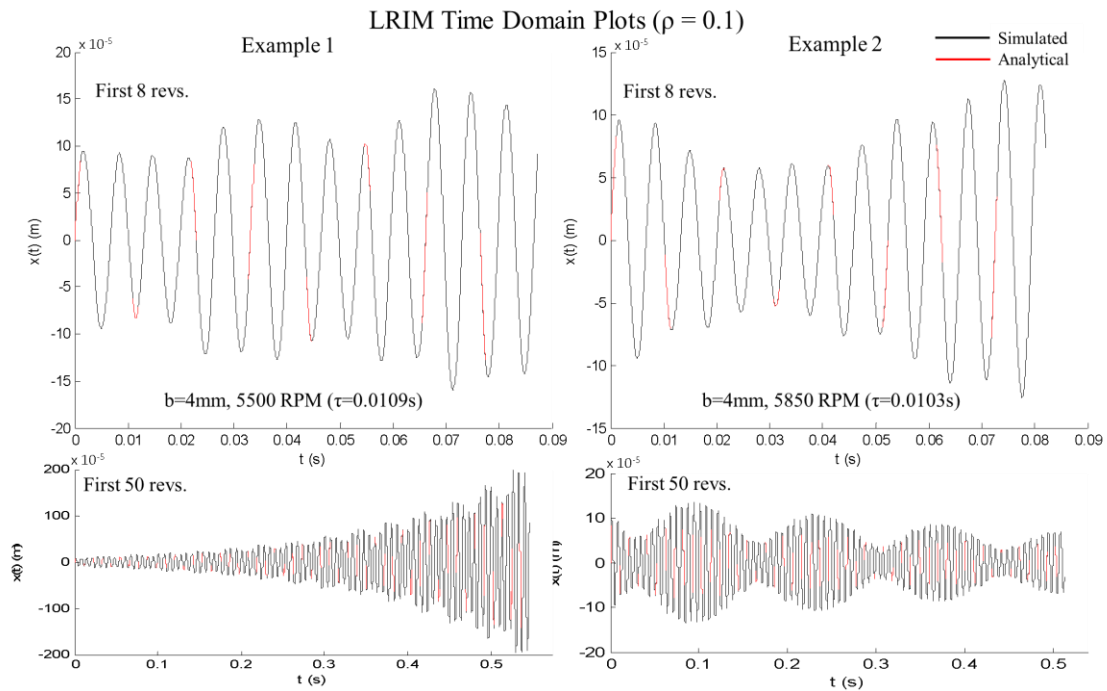 LRIM Time Domain Plots (ρ = 0.1)
Example 1
Example 2
Simulated
Analytical
x 10⁻⁵
20
15
10
5
0
-5
-10
-15
-20
x(t) (m)
First 8 revs.
b=4mm, 5500 RPM (τ=0.0109s)
0 0.01 0.02 0.03 0.04 0.05 0.06 0.07 0.08 0.09
t (s)
x 10⁻⁵
15
10
5
0
-5
-10
-15
x(t) (m)
First 8 revs.
b=4mm, 5850 RPM (τ=0.0103s)
0 0.01 0.02 0.03 0.04 0.05 0.06 0.07 0.08 0.09
t (s)
x 10⁻⁵
200
100
0
-100
-200
x(t) (m)
First 50 revs.
0 0.1 0.2 0.3 0.4 0.5
t (s)
x 10⁻⁵
20
10
0
-10
-20
x(t) (m)
First 50 revs.
0 0.1 0.2 0.3 0.4 0.5
t (s)